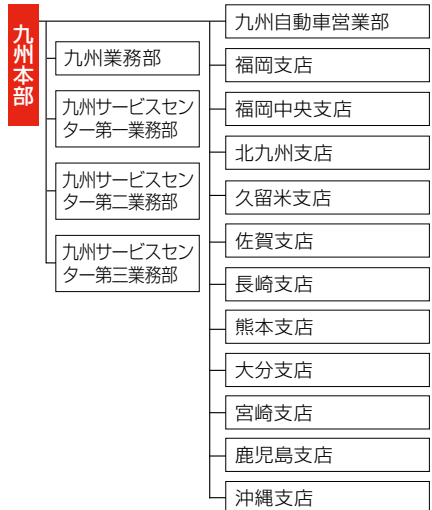 九州本部
九州業務部
九州サービスセン
ター第一業務部
九州サービスセン
ター第二業務部
九州サービスセン
ター第三業務部
九州自動車営業部
福岡支店
福岡中央支店
北九州支店
久留米支店
佐賀支店
長崎支店
熊本支店
大分支店
宮崎支店
鹿児島支店
沖縄支店